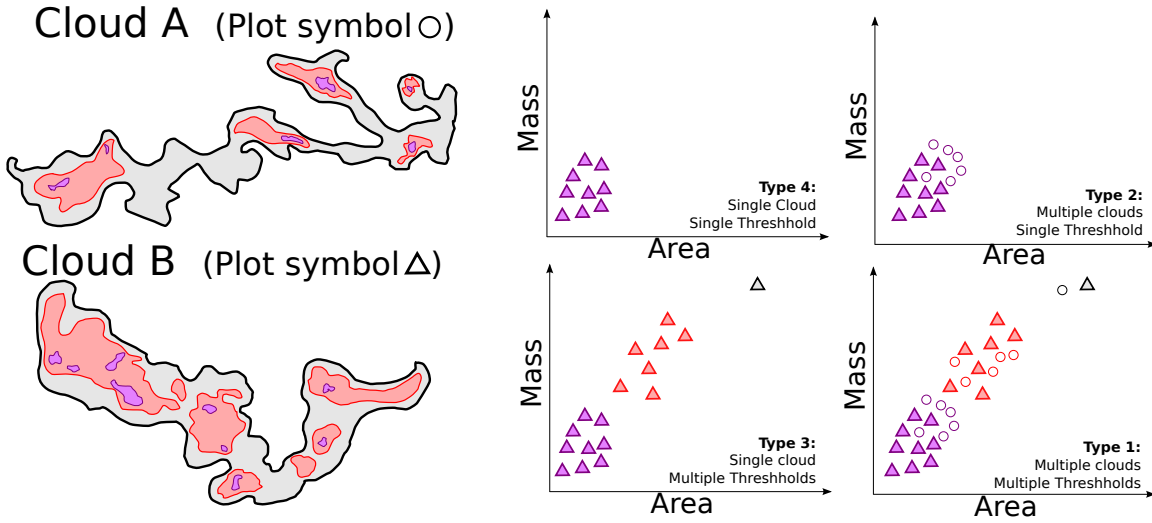 Cloud A (Plot symbol ○)
Cloud B (Plot symbol △)
Mass
Type 4:
Single Cloud
Single Threshhold
Area
Mass
Type 2:
Multiple clouds
Single Threshold
Area
Mass
Type 3:
Single cloud
Multiple Threshholds
Area
Mass
Type 1:
Multiple clouds
Multiple Threshholds
Area